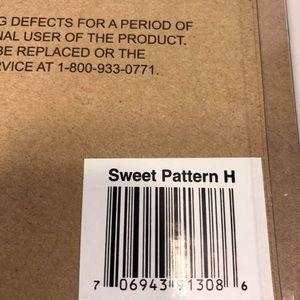 G DEFECTS FOR A PERIOD OF
NAL USER OF THE PRODUCT.
BE REPLACED OR THE
RVICE AT 1-800-933-0771.
Sweet Pattern H
7 06943 91308 6